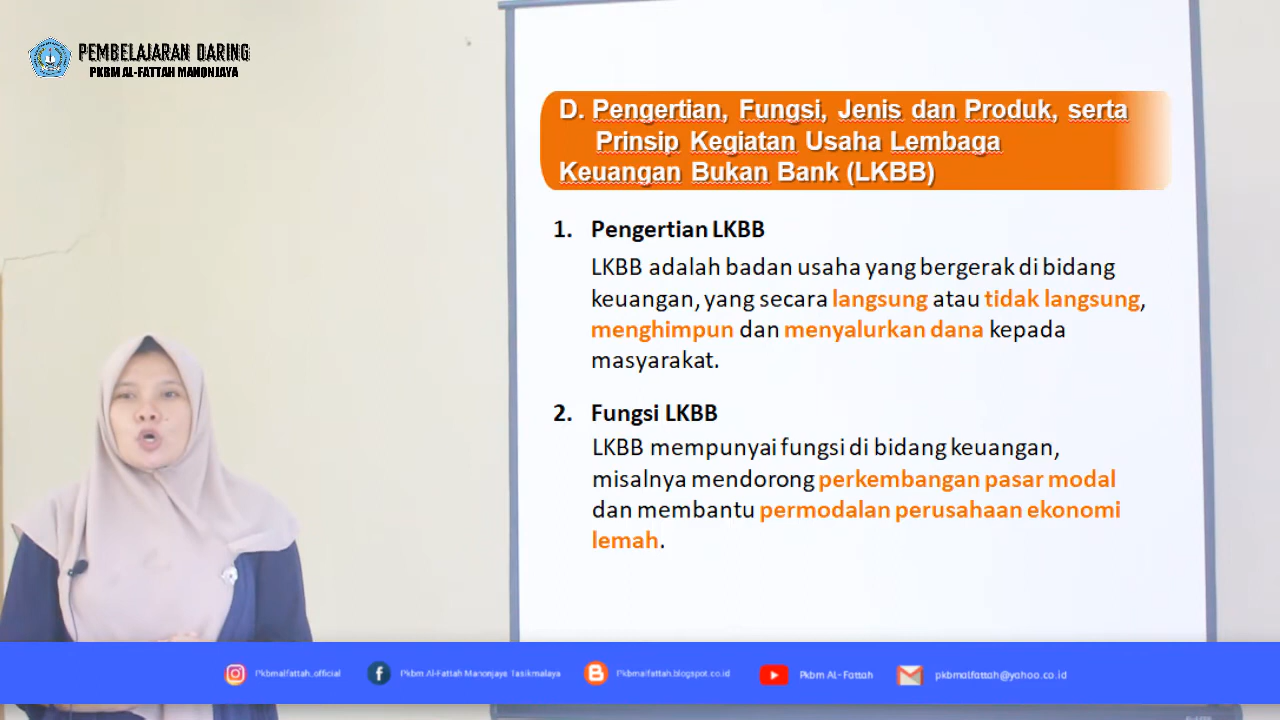 PEMBELAJARAN DARING
PKBM AL-FATTAH MANONJAYA
D. Pengertian, Fungsi, Jenis dan Produk, serta
Prinsip Kegiatan Usaha Lembaga
Keuangan Bukan Bank (LKBB)
1. Pengertian LKBB
LKBB adalah badan usaha yang bergerak di bidang
keuangan, yang secara langsung atau tidak langsung,
menghimpun dan menyalurkan dana kepada
masyarakat.
2. Fungsi LKBB
LKBB mempunyai fungsi di bidang keuangan,
misalnya mendorong perkembangan pasar modal
dan membantu permodalan perusahaan ekonomi
lemah.
Pkbmalfattah_official
Pkbm Al-Fattah Manonjaya Tasikmalaya
Pkbmalfattah.blogspot.co.id
Pkbm AL-Fattah
pkbmalfattah@yahoo.co.id